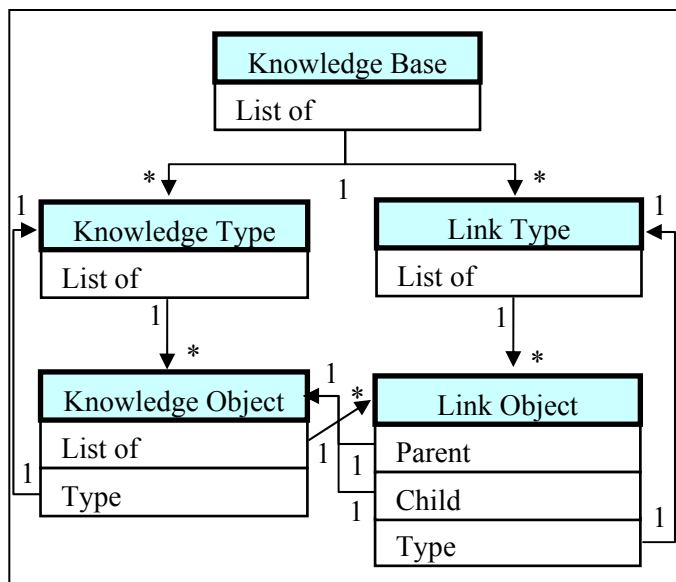 Knowledge Base
List of
* 1 *
1 1
Knowledge Type Link Type
List of List of
1 1
* *
1
Knowledge Object Link Object
*
List of Parent
1 1
Type Child
1 1
Type
1